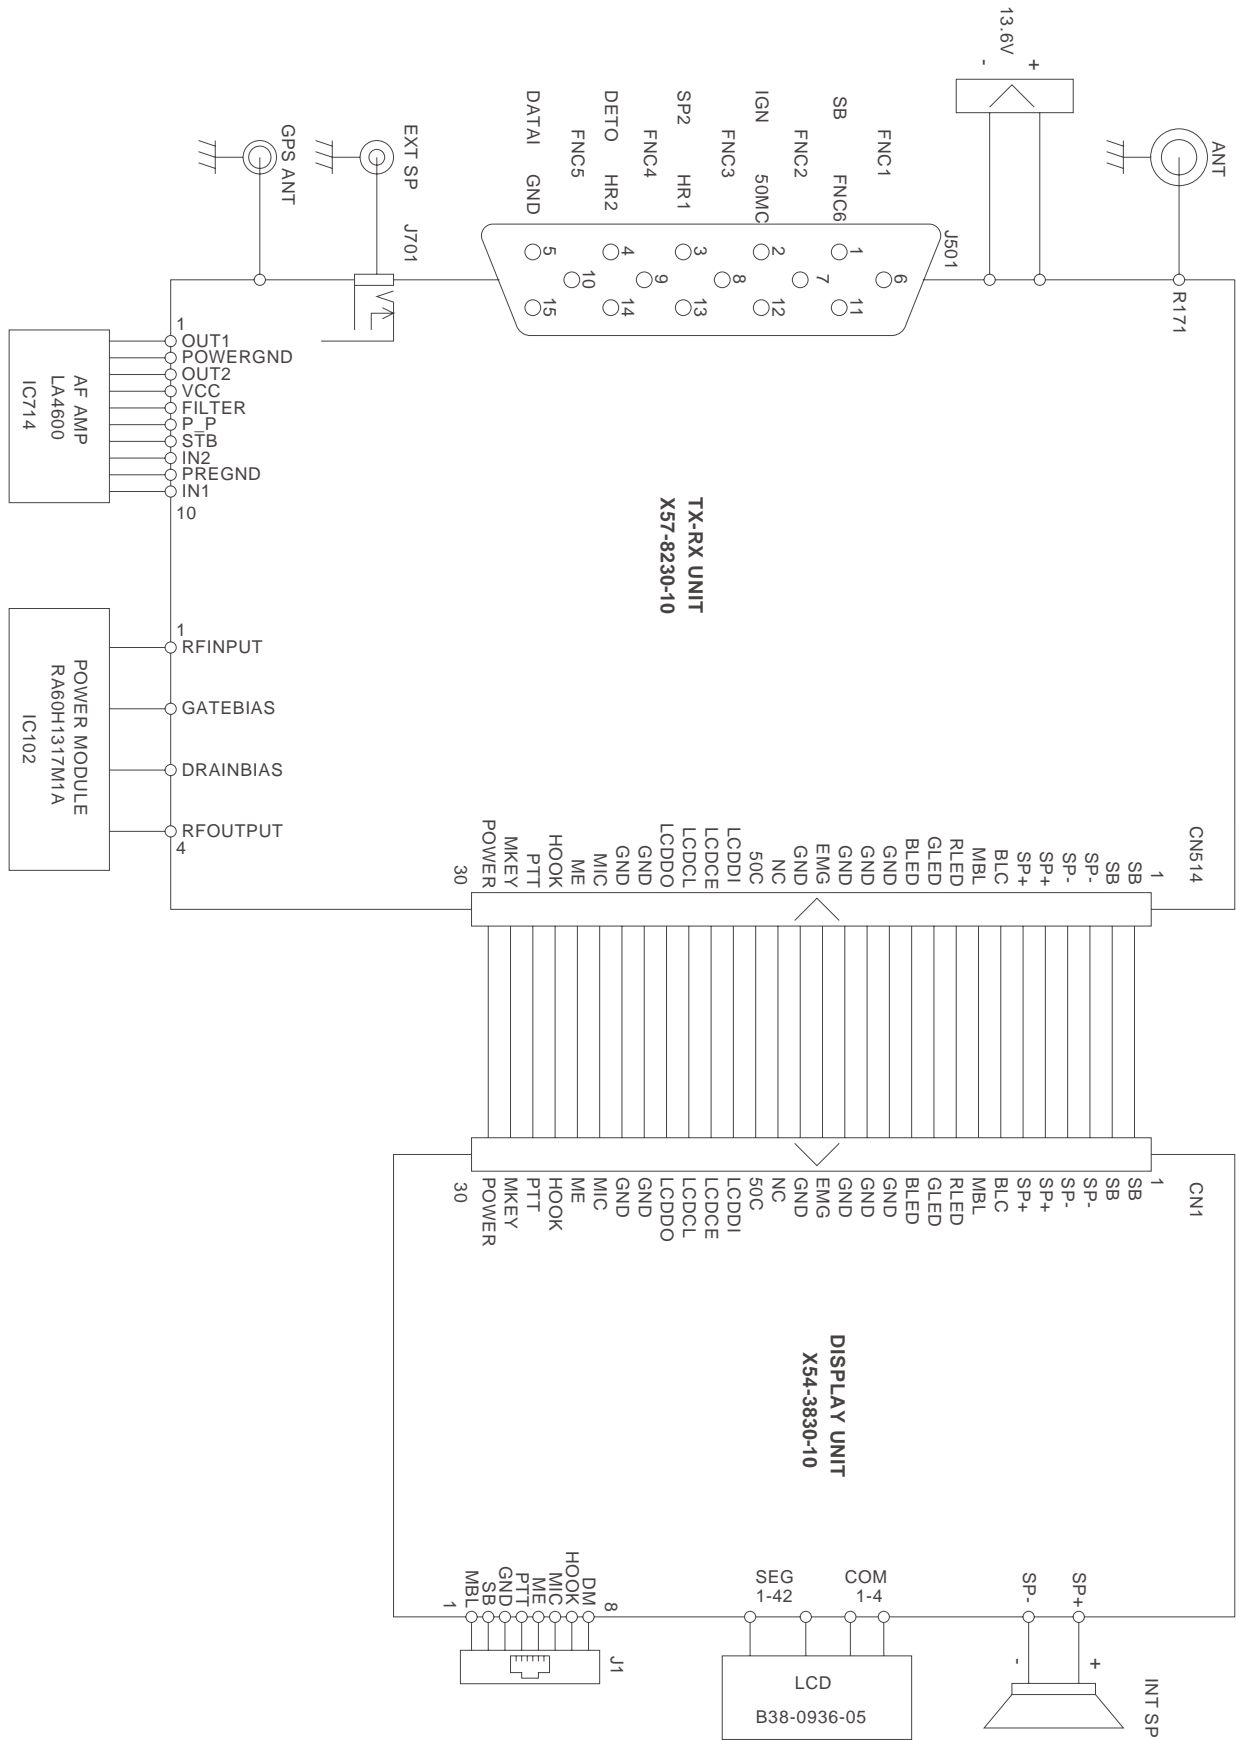 13.6V
-
+
ANT
R171
J501
FNC1
SB
FNC6
FNC2
IGN
50MC
FNC3
SP2
HR1
FNC4
DETO
HR2
FNC5
DATAI
GND
1
2
3
4
5
6
7
8
9
10
11
12
13
14
15
EXT SP
J701
GPS ANT
AF AMP
LA4600
IC714
1
OUT1
POWERGND
OUT2
VCC
FILTER
P_P
STB
IN2
PREGND
IN1
10
TX-RX UNIT
X57-8230-10
POWER MODULE
RA60H1317M1A
IC102
1
RFINPUT
GATEBIAS
DRAINBIAS
RFOUTPUT
4
CN514
1
SB
SB
SP-
SP-
SP+
SP+
BLC
MBL
RLED
GLED
BLED
GND
GND
GND
EMG
GND
NC
50C
LCDDI
LCDCE
LCDCL
LCDDO
GND
GND
MIC
ME
HOOK
PTT
MKEY
POWER
30
CN1
1
SB
SB
SP-
SP-
SP+
SP+
BLC
MBL
RLED
GLED
BLED
GND
GND
GND
EMG
GND
NC
50C
LCDDI
LCDCE
LCDCL
LCDDO
GND
GND
MIC
ME
HOOK
PTT
MKEY
POWER
30
DISPLAY UNIT
X54-3830-10
8
DM
HOOK
MIC
ME
PTT
GND
SB
MBL
1
J1
SEG
1-42
COM
1-4
LCD
B38-0936-05
SP-
SP+
-
+
INT SP